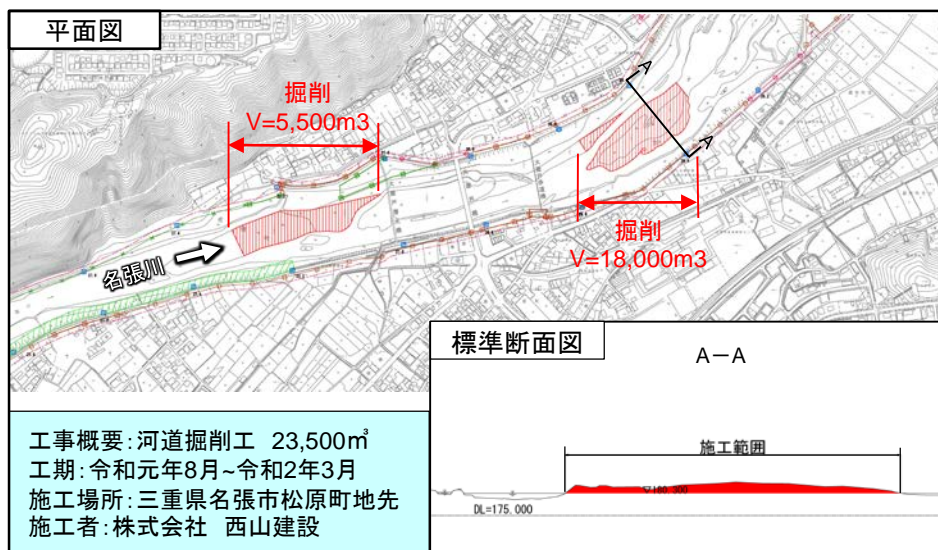 平面図
掘削
V=5,500m3
A
A
掘削
V=18,000m3
名張川
標準断面図
A－A
施工範囲
DL=175.000
工事概要：河道掘削工 23,500㎥
工期：令和元年8月~令和2年3月
施工場所：三重県名張市松原町地先
施工者：株式会社 西山建設